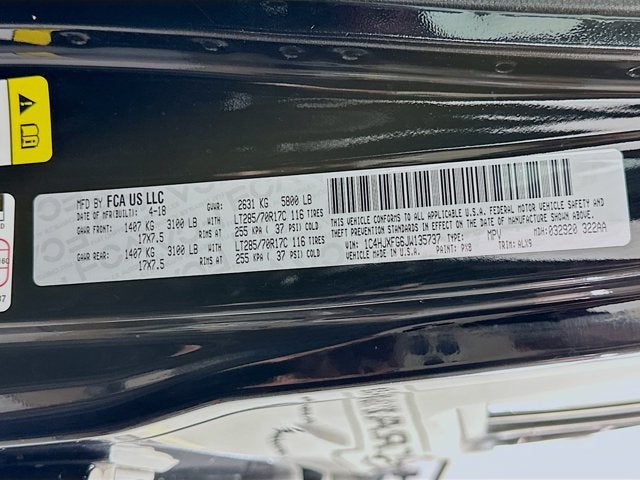 MFD BY FCA US LLC
DATE OF MFR(BUILT): 4-18 GVWR: 2631 KG 5800 LB
GAWR FRONT: 1407 KG 3100 LB WITH LT285/70R17C 116 TIRES
17X7.5 RIMS AT 255 KPA ( 37 PSI) COLD
GAWR REAR: 1407 KG 3100 LB WITH LT285/70R17C 116 TIRES
17X7.5 RIMS AT 255 KPA ( 37 PSI) COLD
THIS VEHICLE CONFORMS TO ALL APPLICABLE U.S.A. FEDERAL MOTOR VEHICLE SAFETY AND
THEFT PREVENTION STANDARDS IN EFFECT ON THE DATE OF MANUFACTURE SHOWN ABOVE.
VIN: 1C4HJXFG6JW135737 TYPE: MPV MDH: 032920 322AA
VEHICLE MADE IN U.S.A. PAINT: PX8 TRIM: ALX9